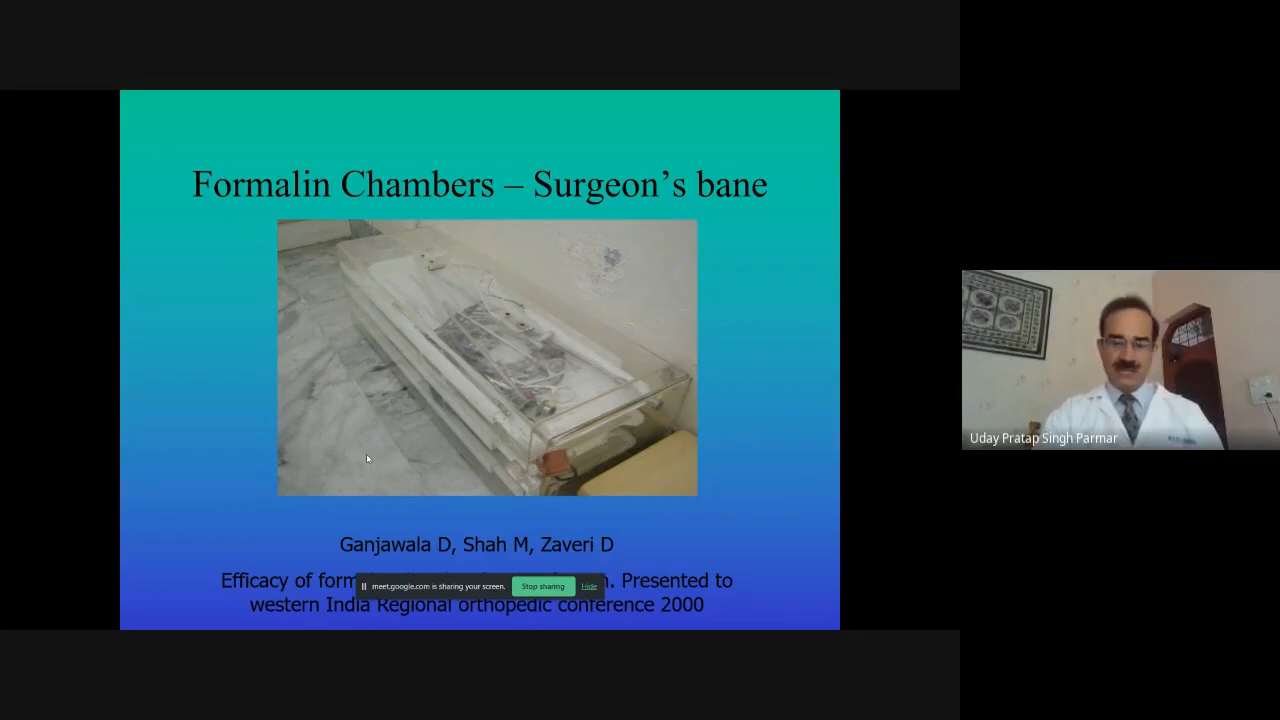 Formalin Chambers – Surgeon's bane
Ganjawala D, Shah M, Zaveri D
Efficacy of form
. Presented to
western India Regional orthopedic conference 2000
meet.google.com is sharing your screen.
Stop sharing
Hide
Uday Pratap Singh Parmar